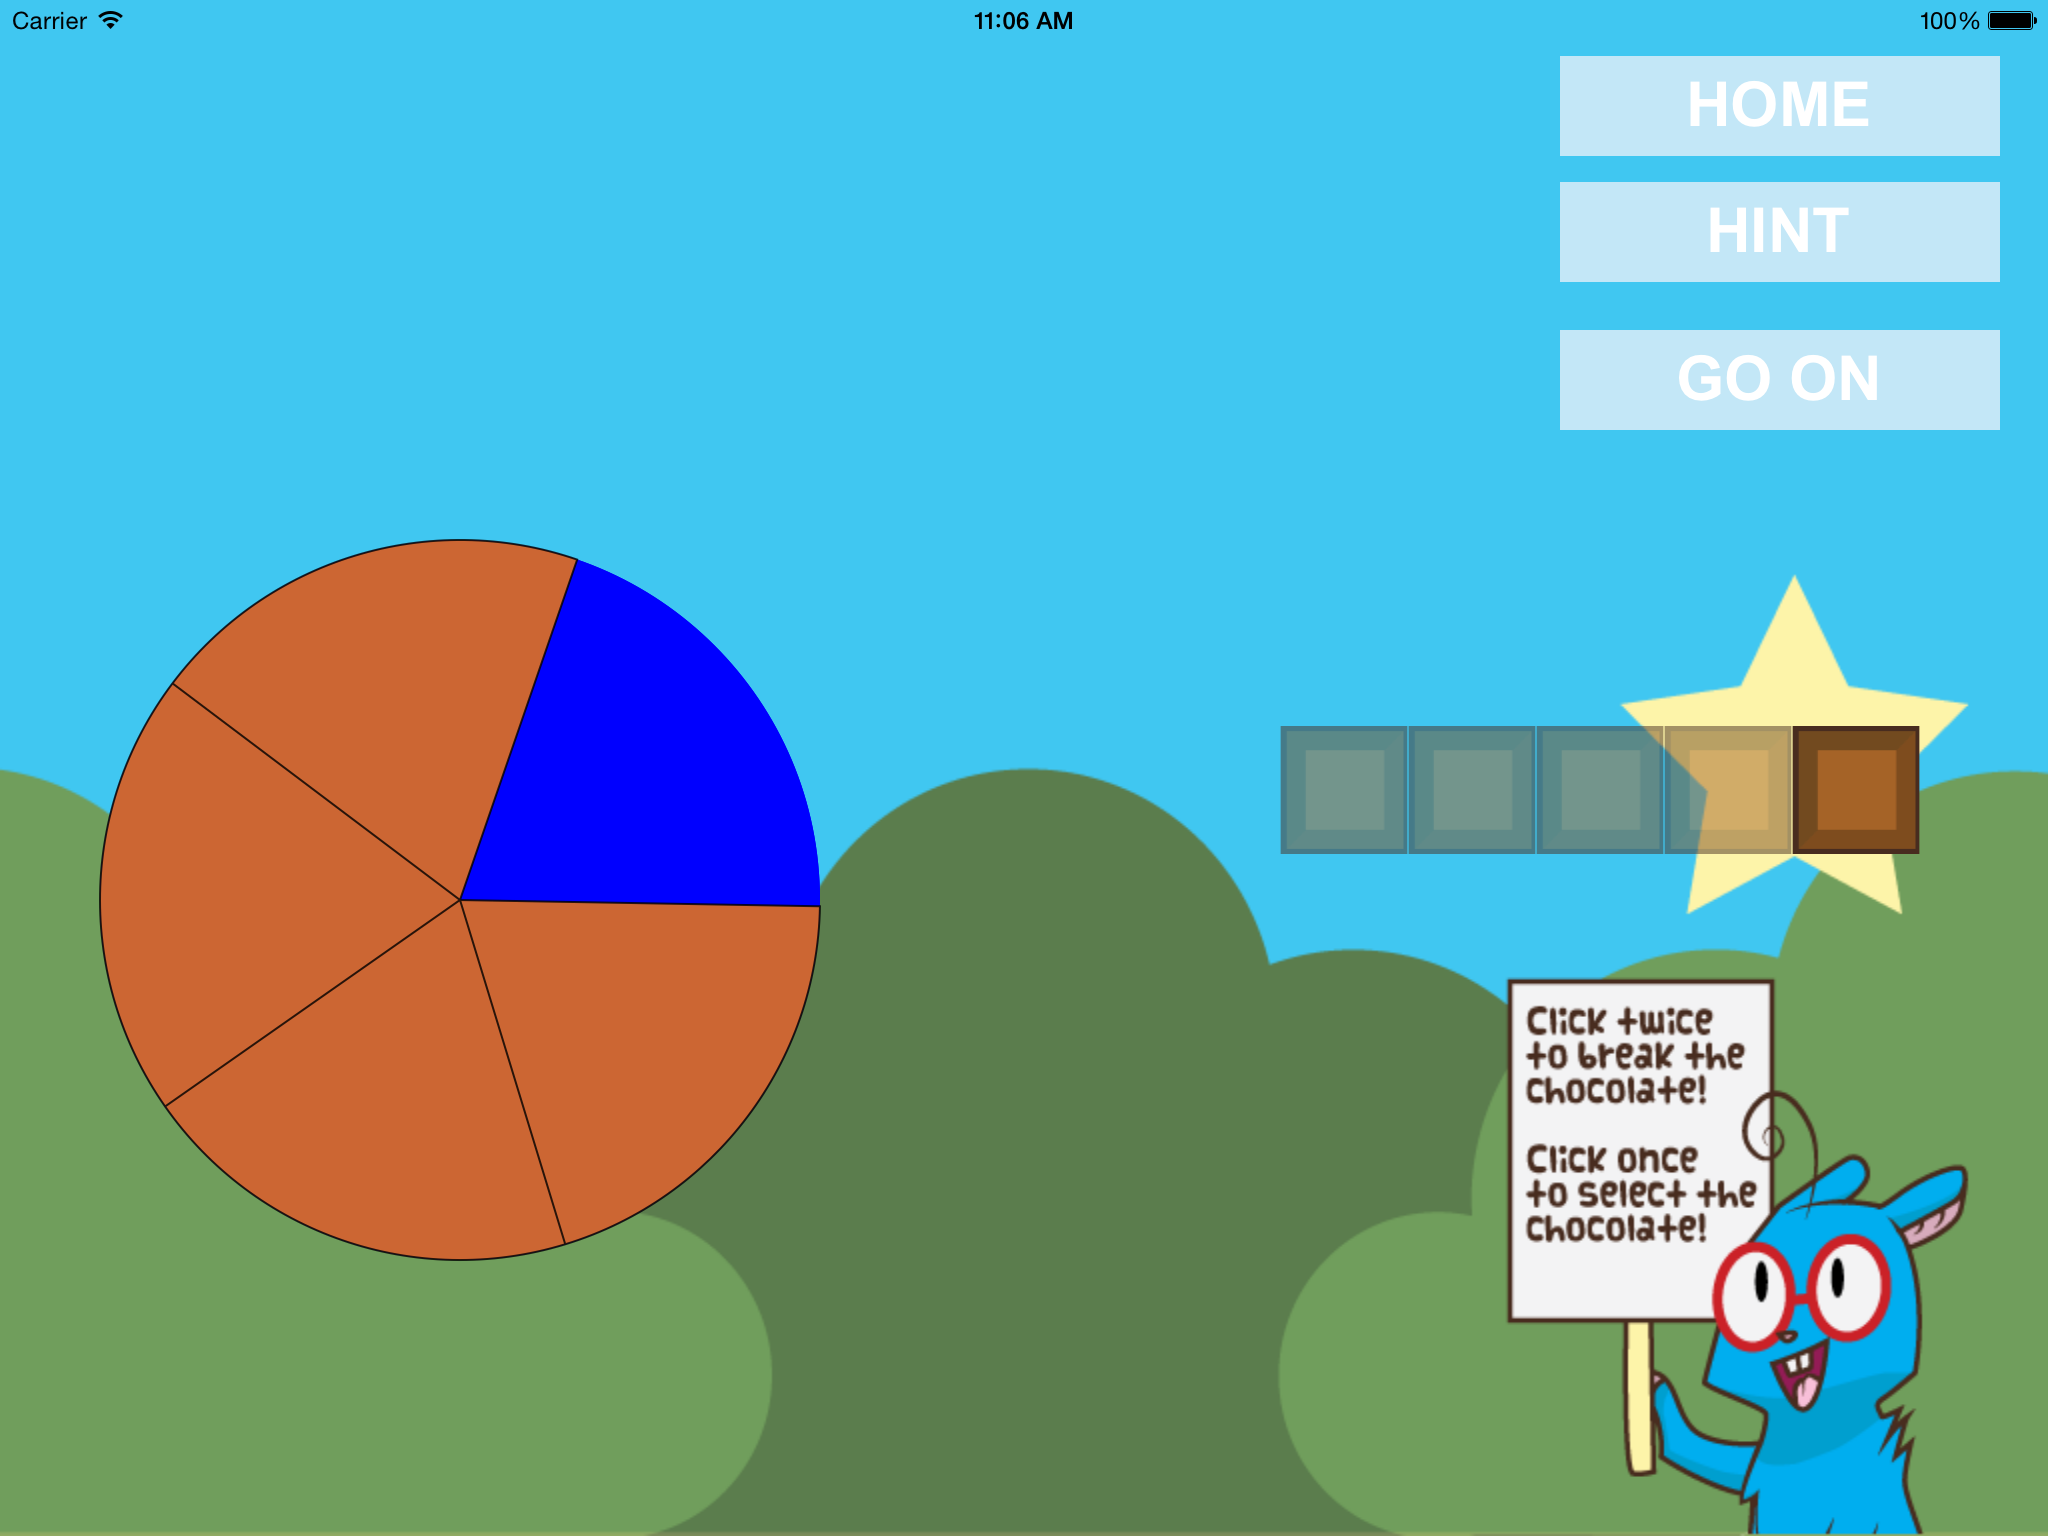 Carrier
11:06 AM
100%
HOME
HINT
GO ON
Click twice
to break the
chocolate!
Click once
to select the
chocolate!